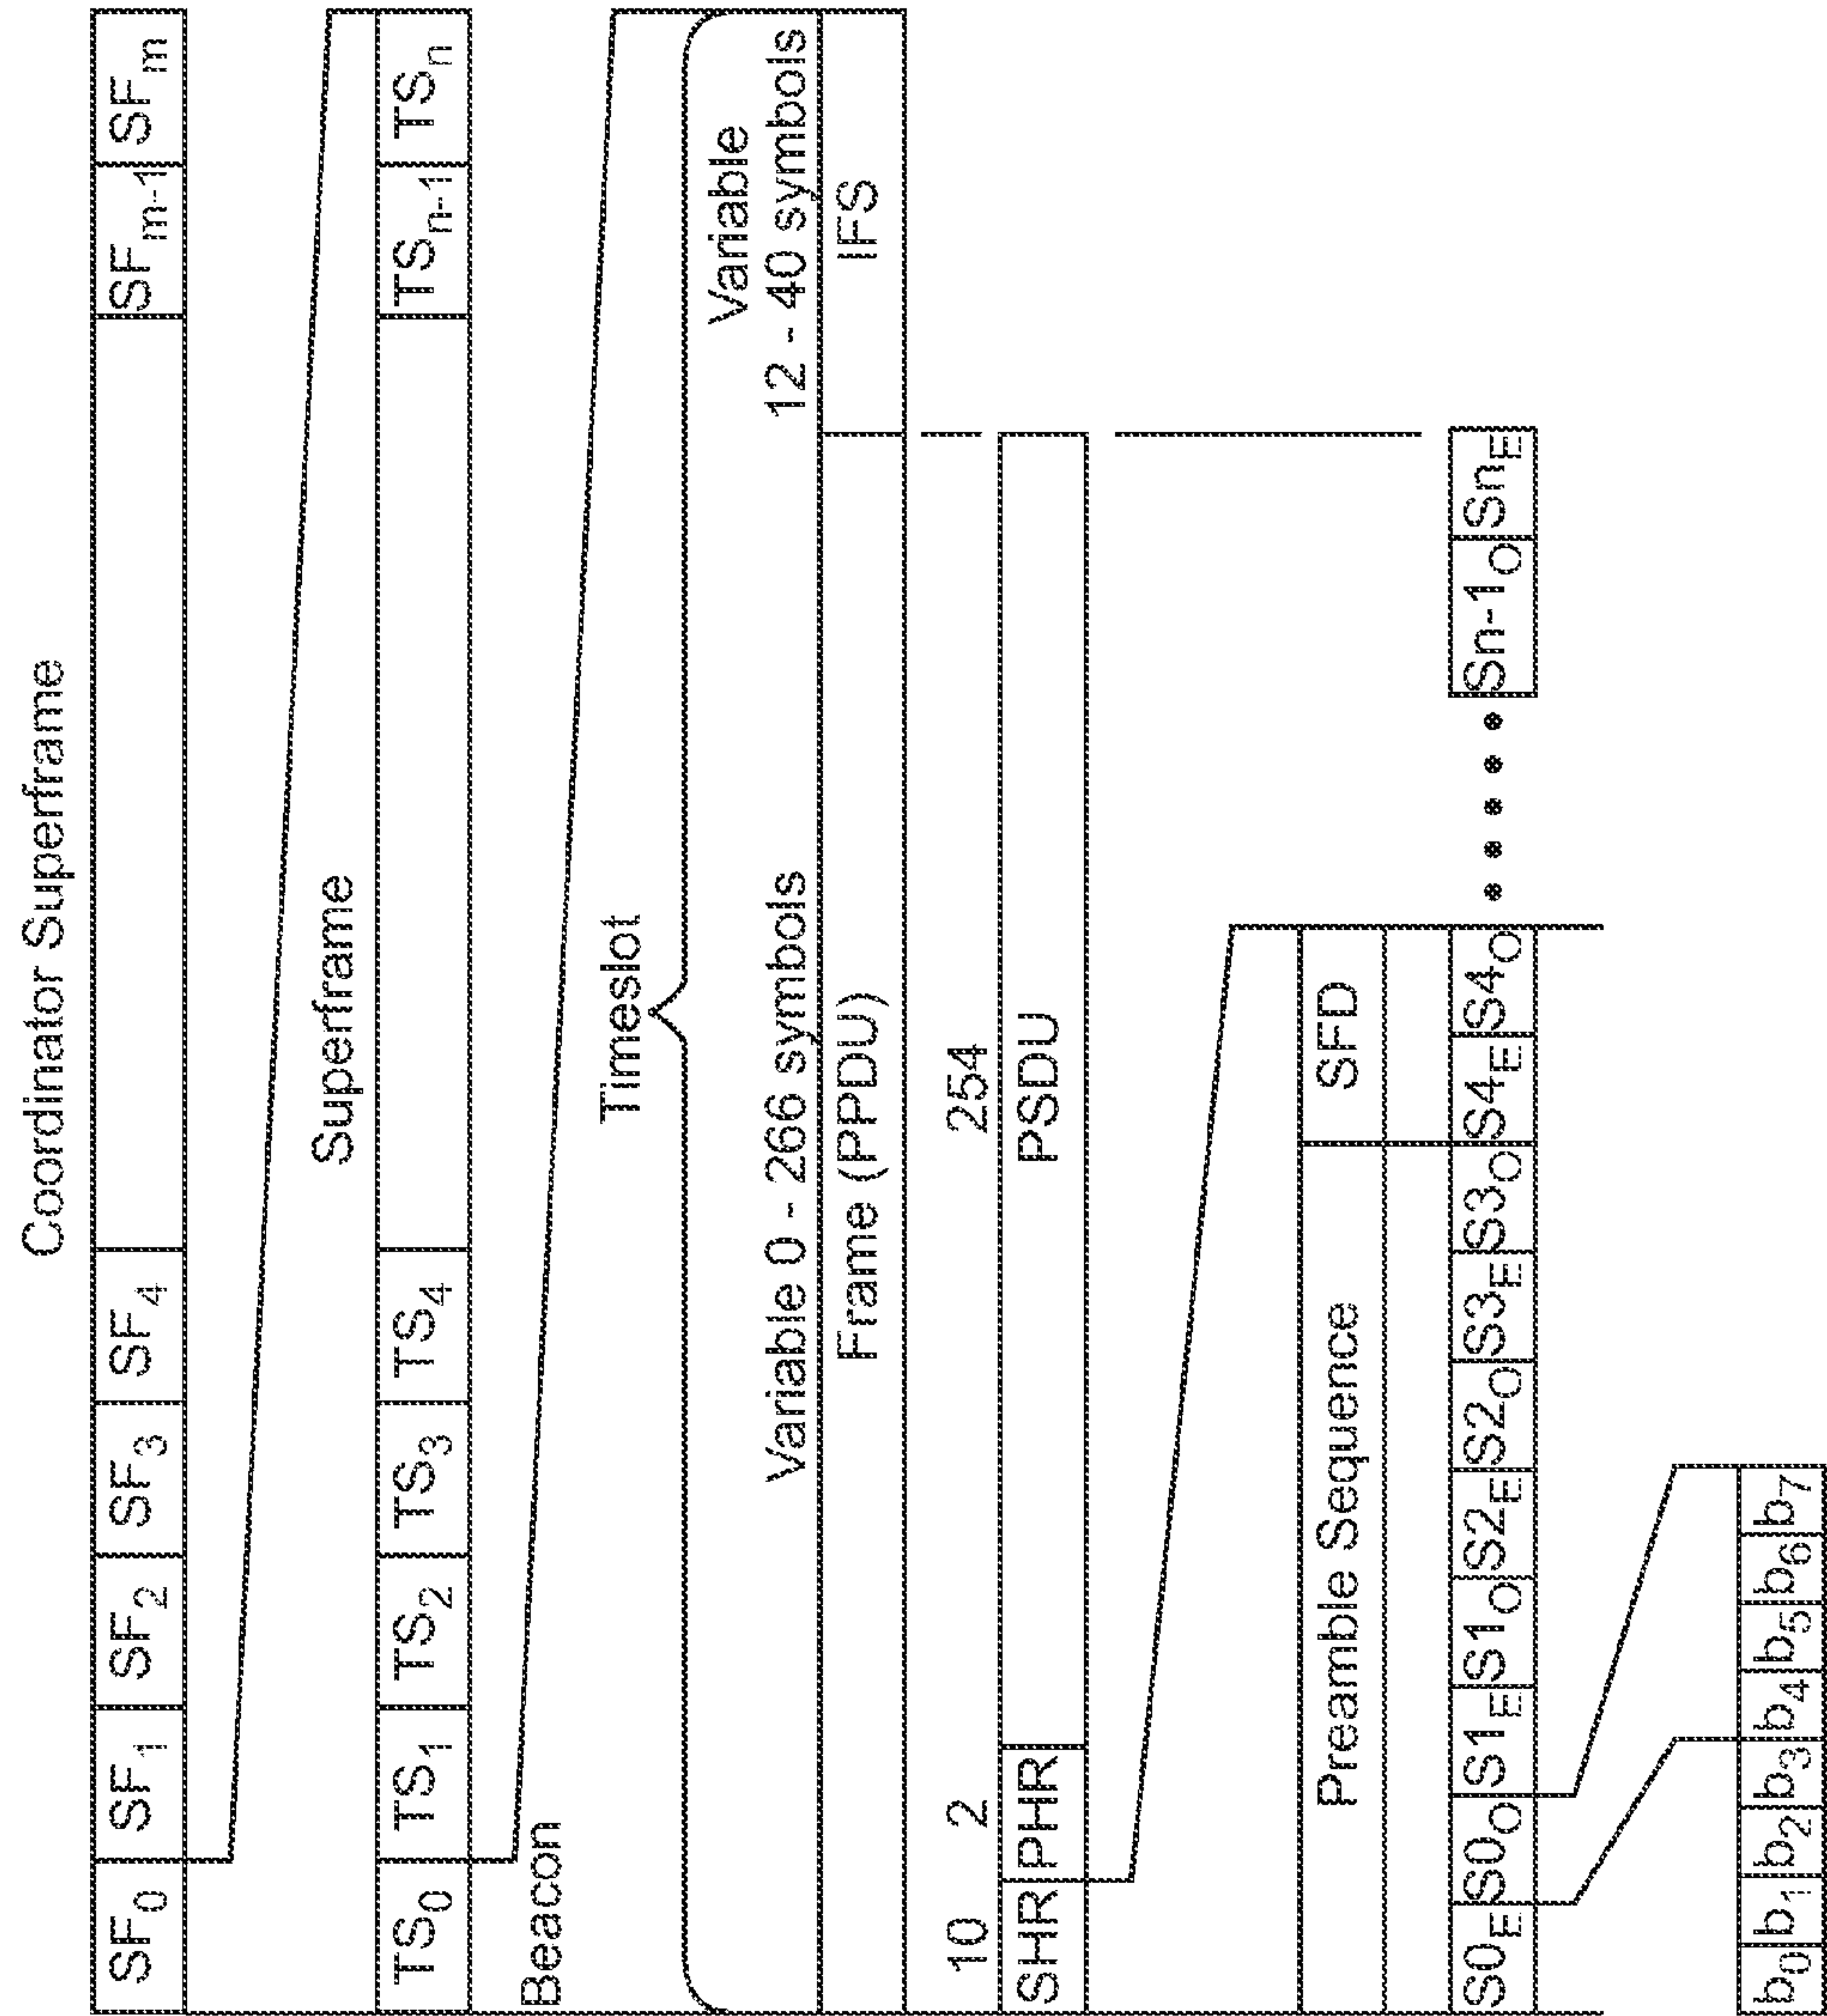 Coordinator Superframe
SF0 SF1 SF2 SF3 SF4 SFm-1 SFm
Superframe
TS0 TS1 TS2 TS3 TS4 TSn-1 TSn
Beacon
Timeslot
Variable
Variable 0 - 266 symbols 12 - 40 symbols
Frame (PPDU) IFS
10 2 254
SHR PHR PSDU
Preamble Sequence SFD
S0E S0O S1E S1O S2E S2O S3E S3O S4E S4O • • • • • Sn-1O SnE
b0 b1 b2 b3 b4 b5 b6 b7